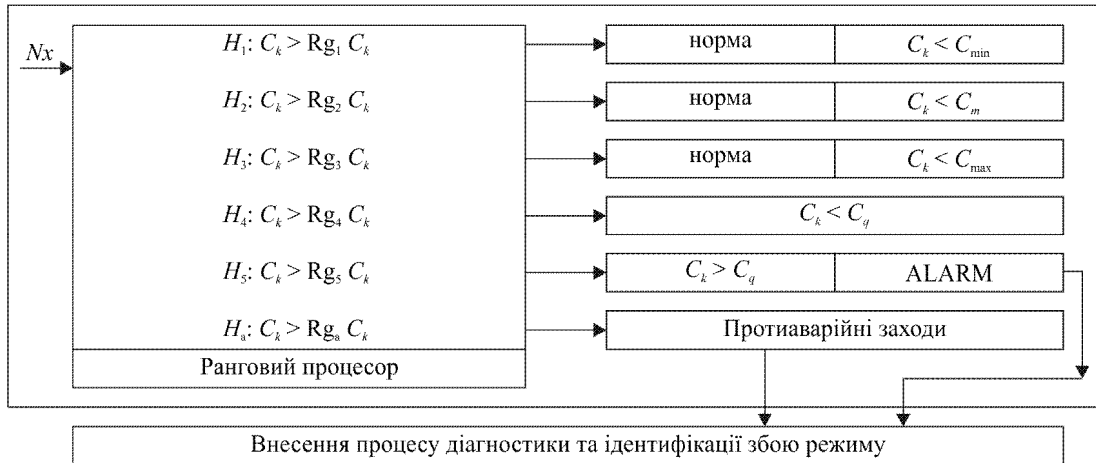 Nx
H₁: Cₖ > Rg₁ Cₖ
норма
Cₖ < Cₘᵢₙ
H₂: Cₖ > Rg₂ Cₖ
норма
Cₖ < Cₘ
H₃: Cₖ > Rg₃ Cₖ
норма
Cₖ < Cₘₐₓ
H₄: Cₖ > Rg₄ Cₖ
Cₖ < C_q
H₅: Cₖ > Rg₅ Cₖ
Cₖ > C_q
ALARM
Hₐ: Cₖ > Rgₐ Cₖ
Протиаварійні заходи
Ранговий процесор
Внесення процесу діагностики та ідентифікації збою режиму